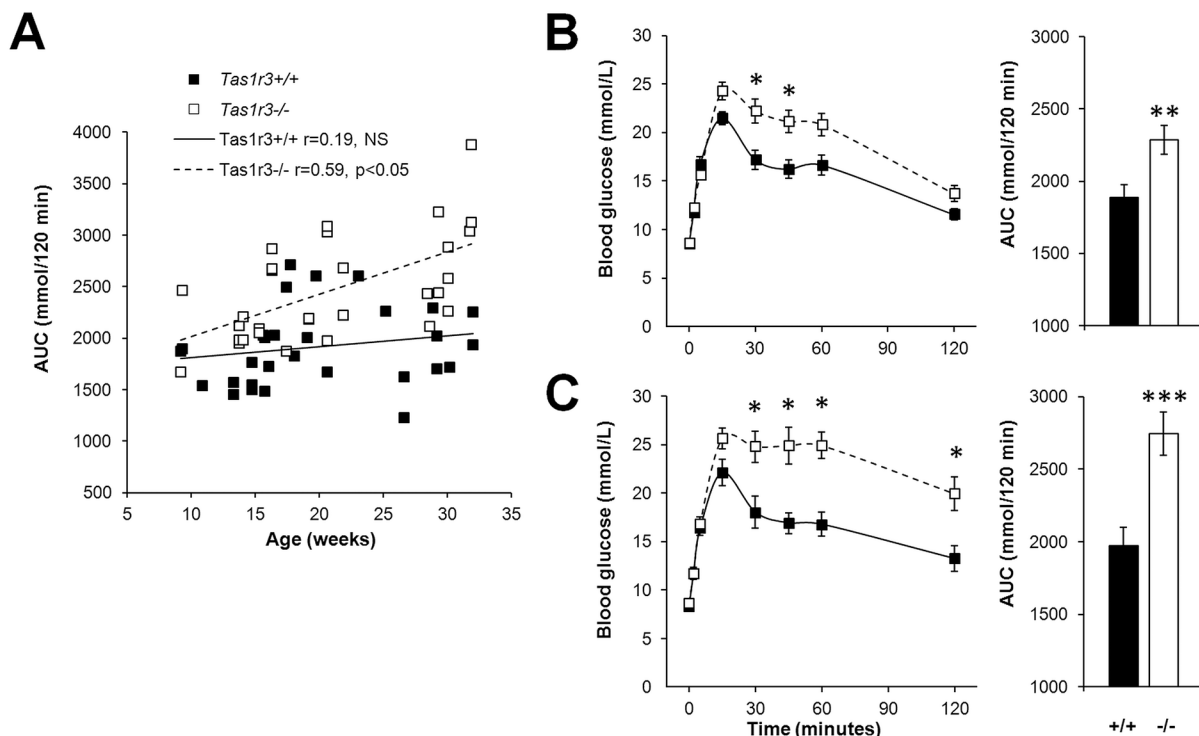 A
Tas1r3+/+
Tas1r3-/-
Tas1r3+/+ r=0.19, NS
Tas1r3-/- r=0.59, p<0.05
AUC (mmol/120 min)
4000
3500
3000
2500
2000
1500
1000
500
5 10 15 20 25 30 35
Age (weeks)
B
Blood glucose (mmol/L)
30
25
20
15
10
5
0
* *
0 30 60 90 120
AUC (mmol/120 min)
3000
2500
2000
1500
1000
**
C
Blood glucose (mmol/L)
30
25
20
15
10
5
0
* * * *
0 30 60 90 120
Time (minutes)
AUC (mmol/120 min)
3000
2500
2000
1500
1000
***
+/+ -/-